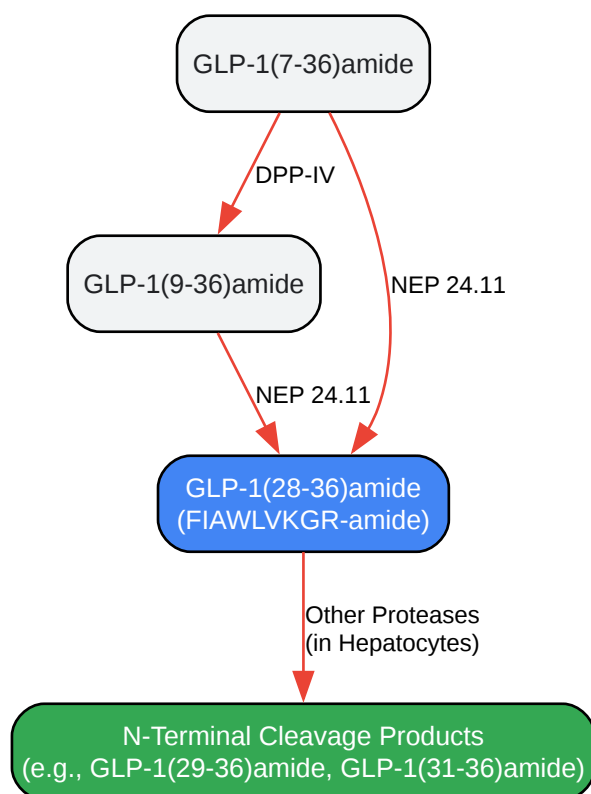 GLP-1(7-36)amide
DPP-IV
GLP-1(9-36)amide
NEP 24.11
NEP 24.11
GLP-1(28-36)amide
(FIAWLVKGR-amide)
Other Proteases
(in Hepatocytes)
N-Terminal Cleavage Products
(e.g., GLP-1(29-36)amide, GLP-1(31-36)amide)